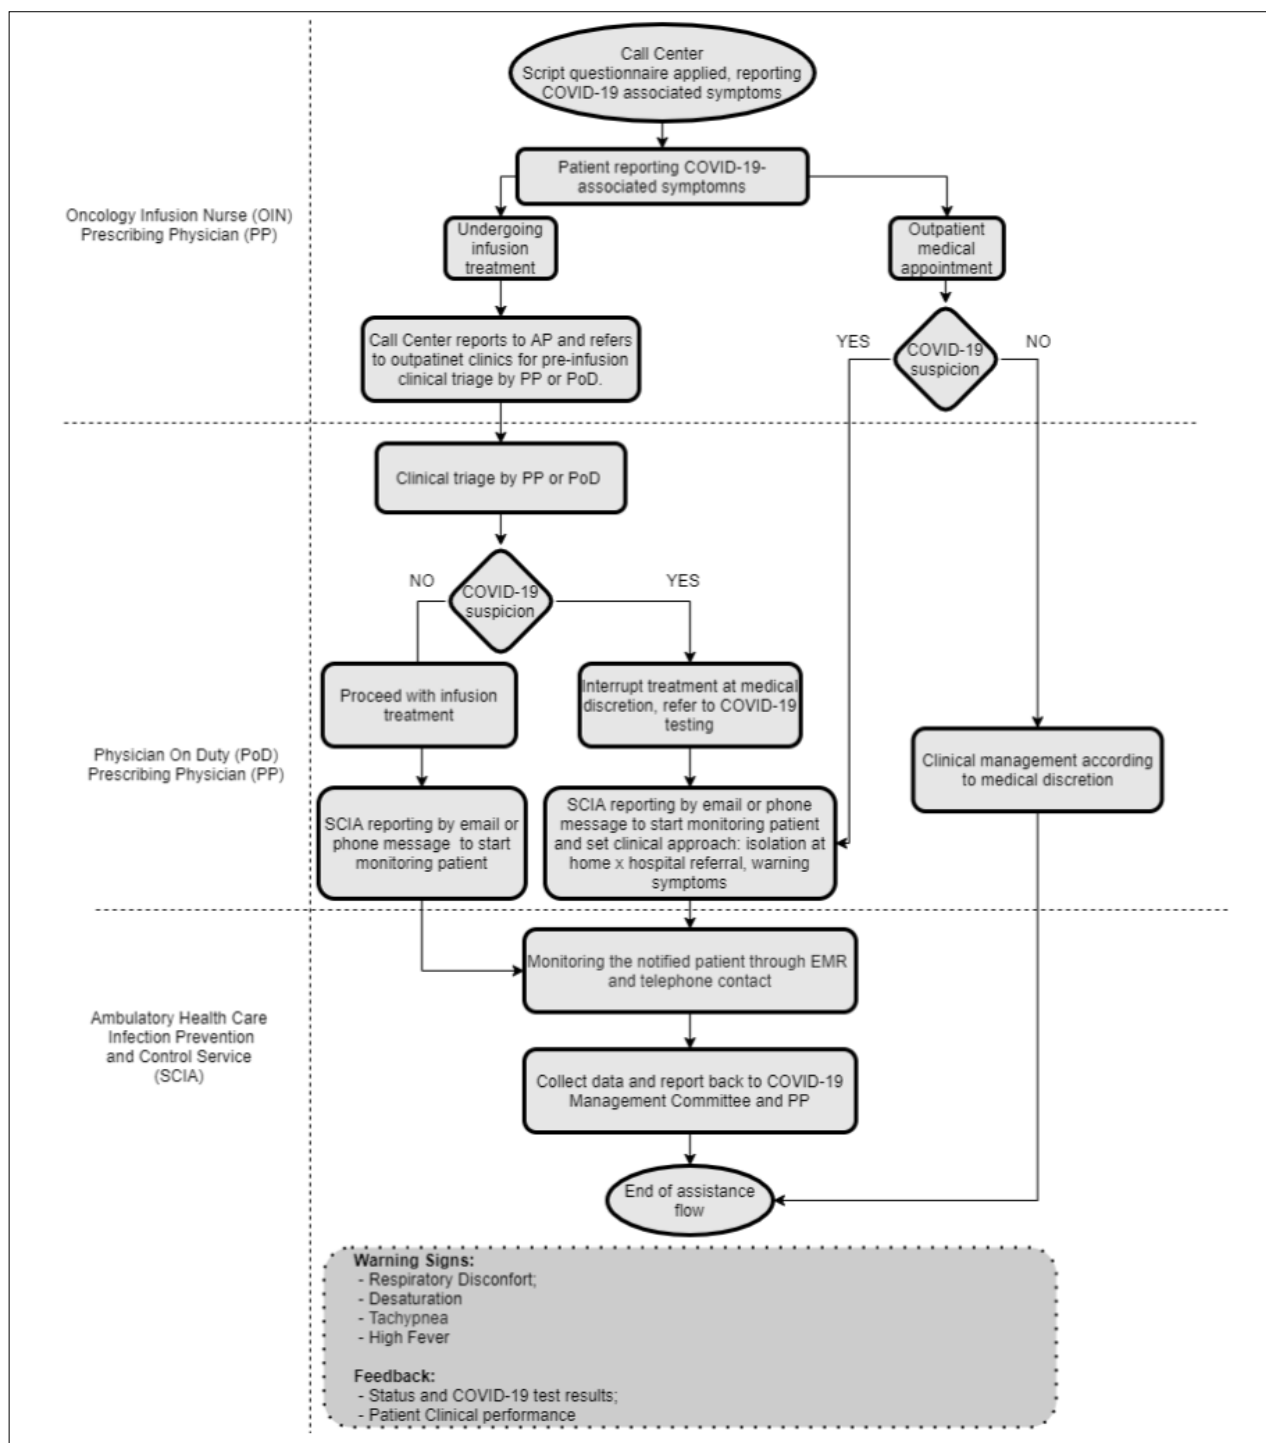 Call Center
Script questionnaire applied, reporting
COVID-19 associated symptoms
Patient reporting COVID-19-
associated symptomns
Oncology Infusion Nurse (OIN)
Prescribing Physician (PP)
Undergoing
infusion
treatment
Outpatient
medical
appointment
Call Center reports to AP and refers
to outpatinet clinics for pre-infusion
clinical triage by PP or PoD.
YES
COVID-19
suspicion
NO
Clinical triage by PP or PoD
NO
COVID-19
suspicion
YES
Proceed with infusion
treatment
Interrupt treatment at medical
discretion, refer to COVID-19
testing
Physician On Duty (PoD)
Prescribing Physician (PP)
Clinical management according
to medical discretion
SCIA reporting by email or
phone message to start
monitoring patient
SCIA reporting by email or phone
message to start monitoring patient
and set clinical approach: isolation at
home x hospital referral, warning
symptoms
Monitoring the notified patient through EMR
and telephone contact
Ambulatory Health Care
Infection Prevention
and Control Service
(SCIA)
Collect data and report back to COVID-19
Management Committee and PP
End of assistance
flow
Warning Signs:
- Respiratory Disconfort;
- Desaturation
- Tachypnea
- High Fever
Feedback:
- Status and COVID-19 test results;
- Patient Clinical performance